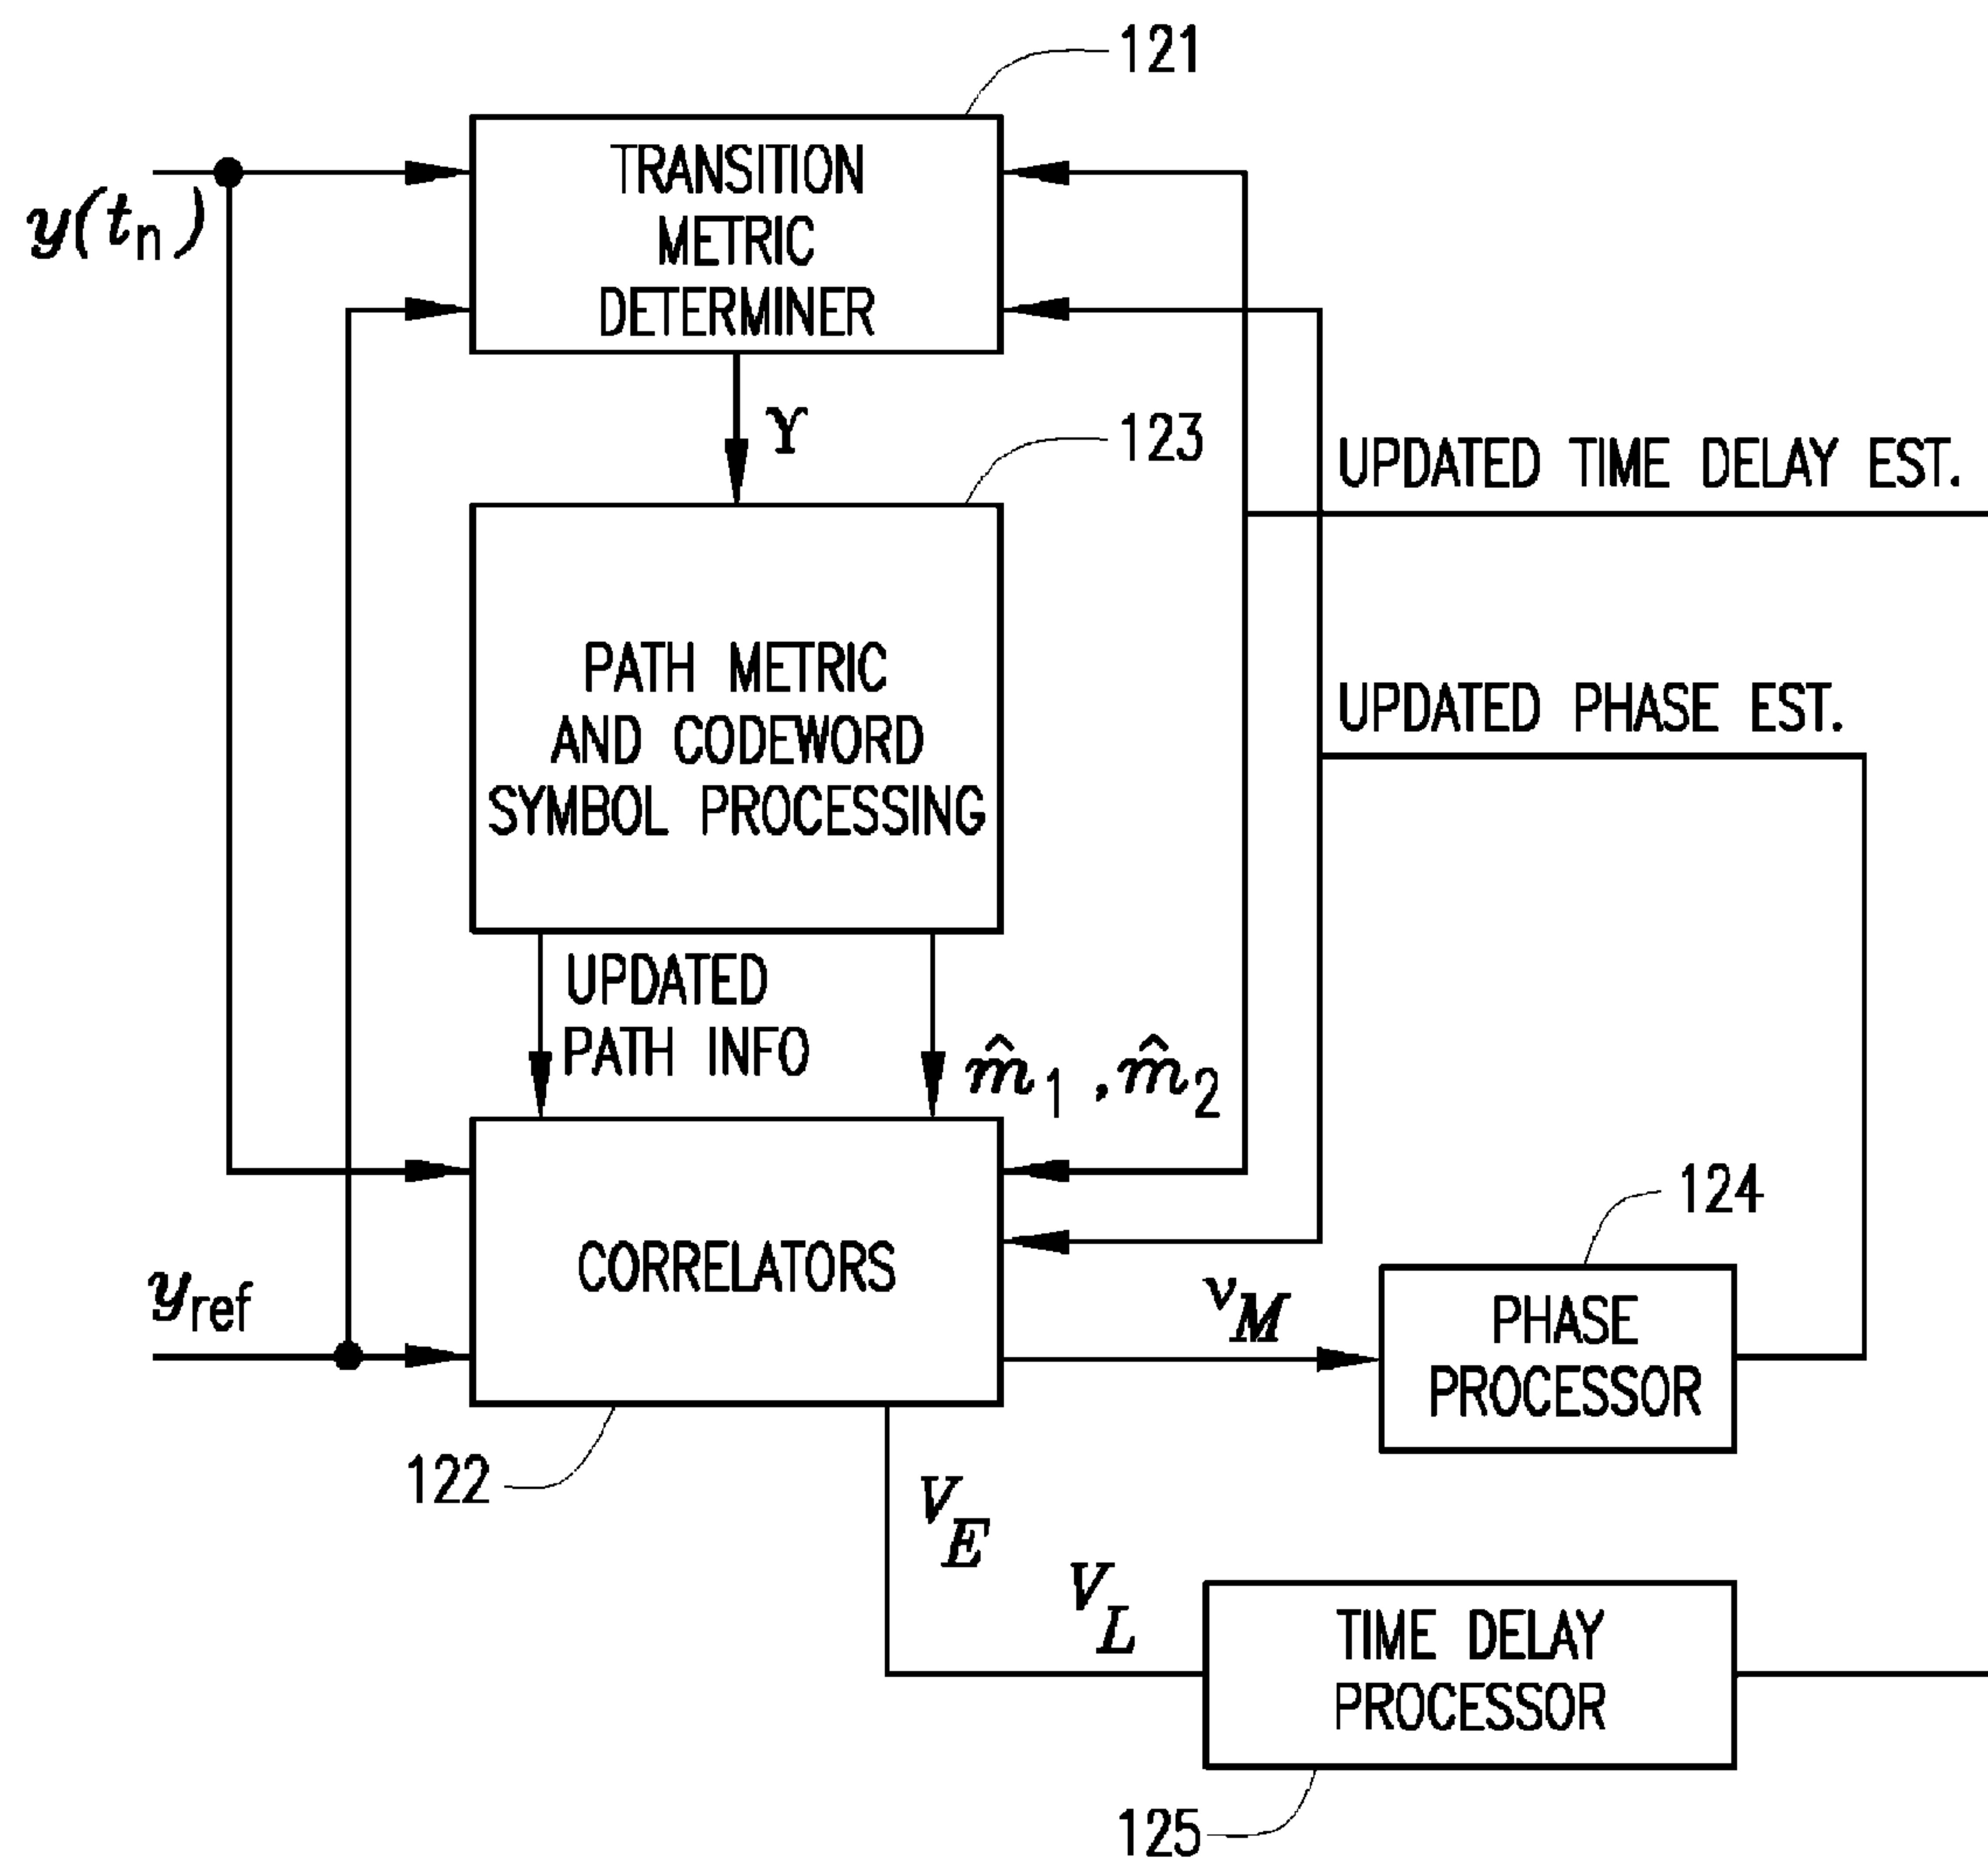 121
TRANSITION
METRIC
DETERMINER
y(tn)
ϒ
123
UPDATED TIME DELAY EST.
PATH METRIC
AND CODEWORD
SYMBOL PROCESSING
UPDATED PHASE EST.
UPDATED
PATH INFO
m̂1 , m̂2
124
CORRELATORS
yref
νM
PHASE
PROCESSOR
122
VE
VL
TIME DELAY
PROCESSOR
125